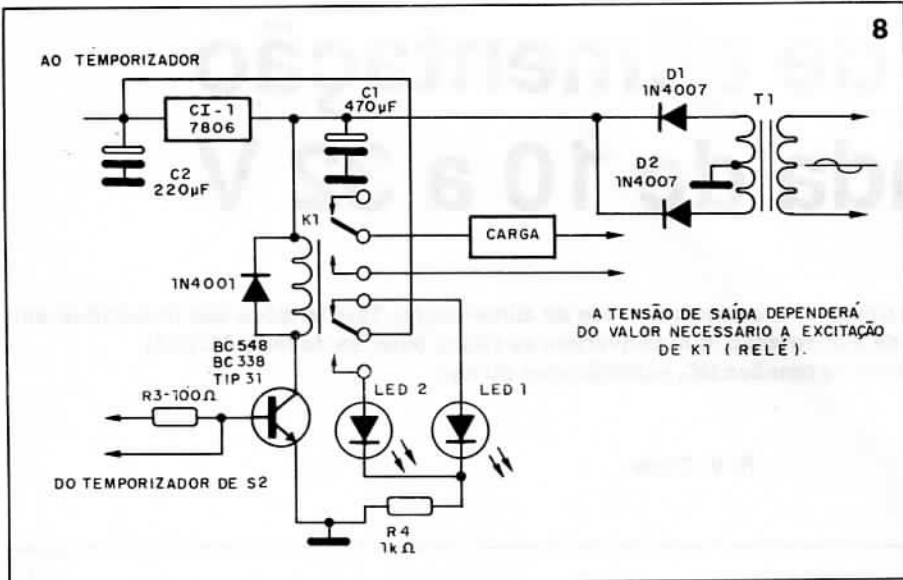 8
AO TEMPORIZADOR
CI-1
7806
C1
470µF
D1
1N4007
T1
C2
220µF
D2
1N4007
K1
CARGA
1N4001
A TENSÃO DE SAÍDA DEPENDERÁ
DO VALOR NECESSÁRIO A EXCITAÇÃO
DE K1 (RELÉ).
BC548
BC338
TIP 31
R3-100Ω
LED 2
LED 1
DO TEMPORIZADOR DE S2
R4
1kΩ